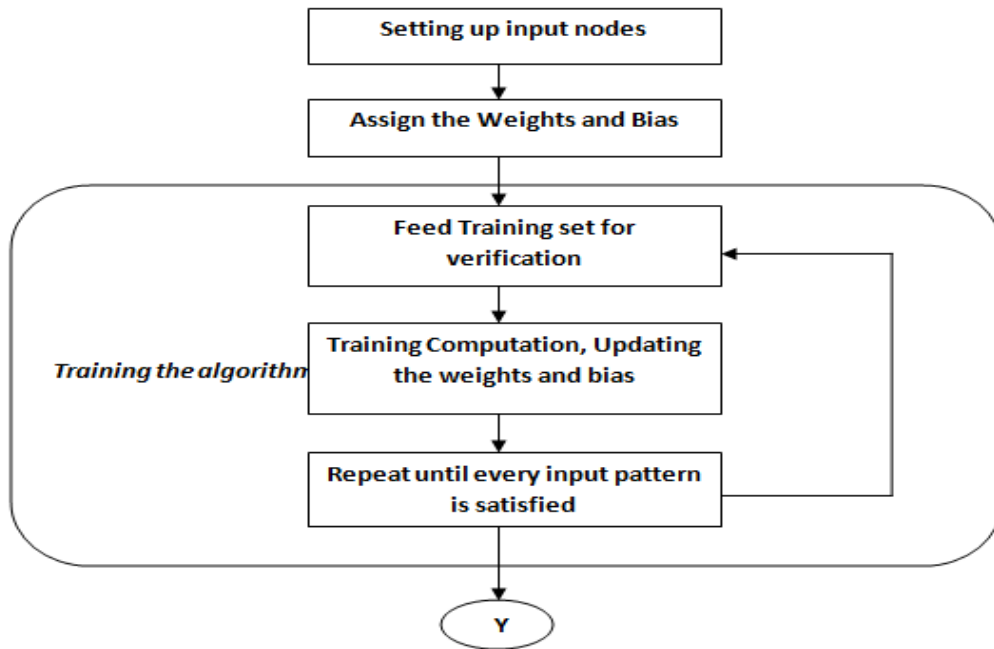 Setting up input nodes
Assign the Weights and Bias
Feed Training set for
verification
Training the algorithm
Training Computation, Updating
the weights and bias
Repeat until every input pattern
is satisfied
Y